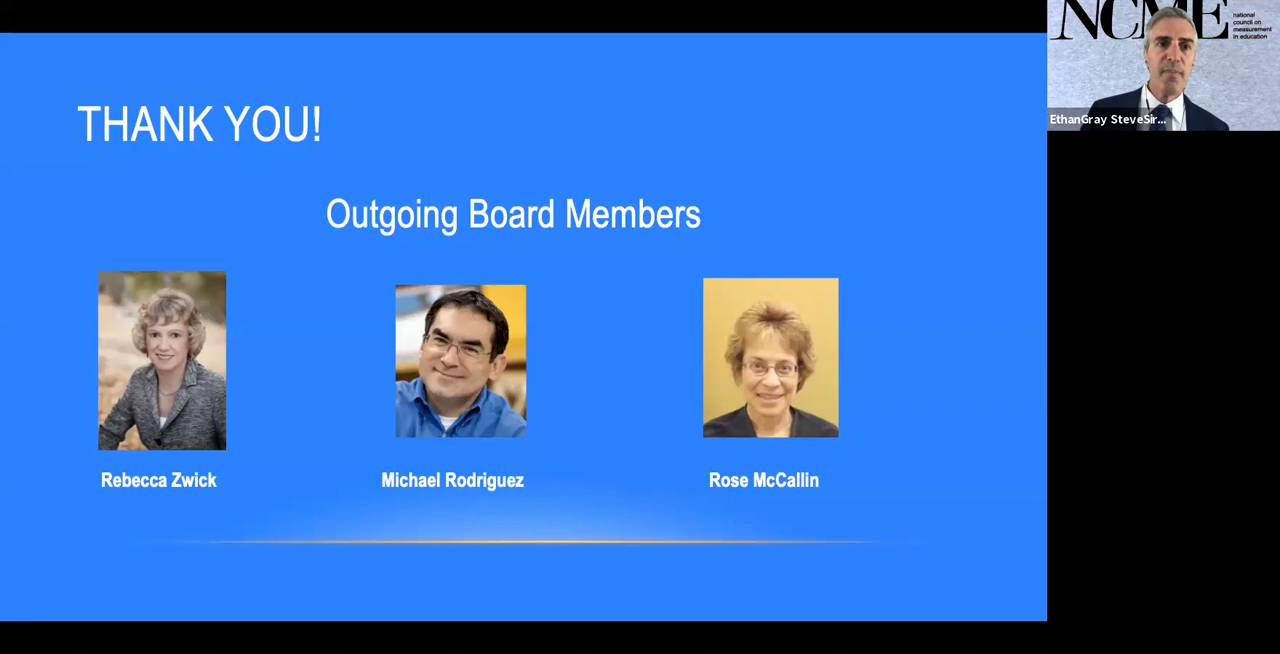 THANK YOU!
Outgoing Board Members
Rebecca Zwick
Michael Rodriguez
Rose McCallin
NCME
national
council on
measurement
in education
EthanGray SteveSir...